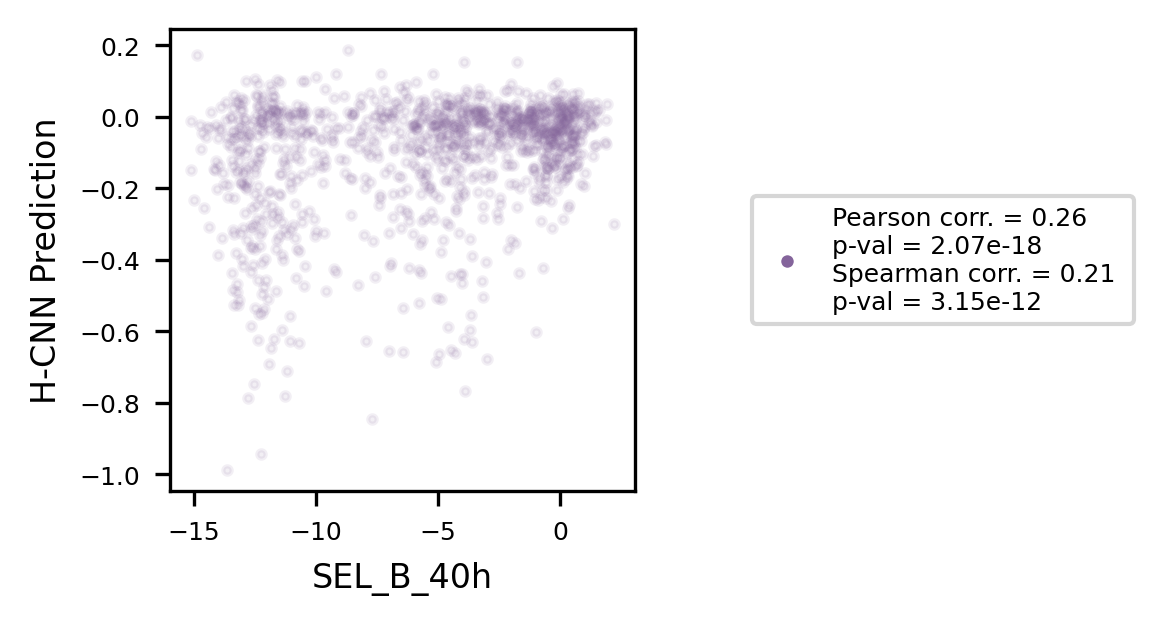 H-CNN Prediction
0.2
0.0
−0.2
−0.4
−0.6
−0.8
−1.0
−15
−10
−5
0
SEL_B_40h
Pearson corr. = 0.26
p-val = 2.07e-18
Spearman corr. = 0.21
p-val = 3.15e-12